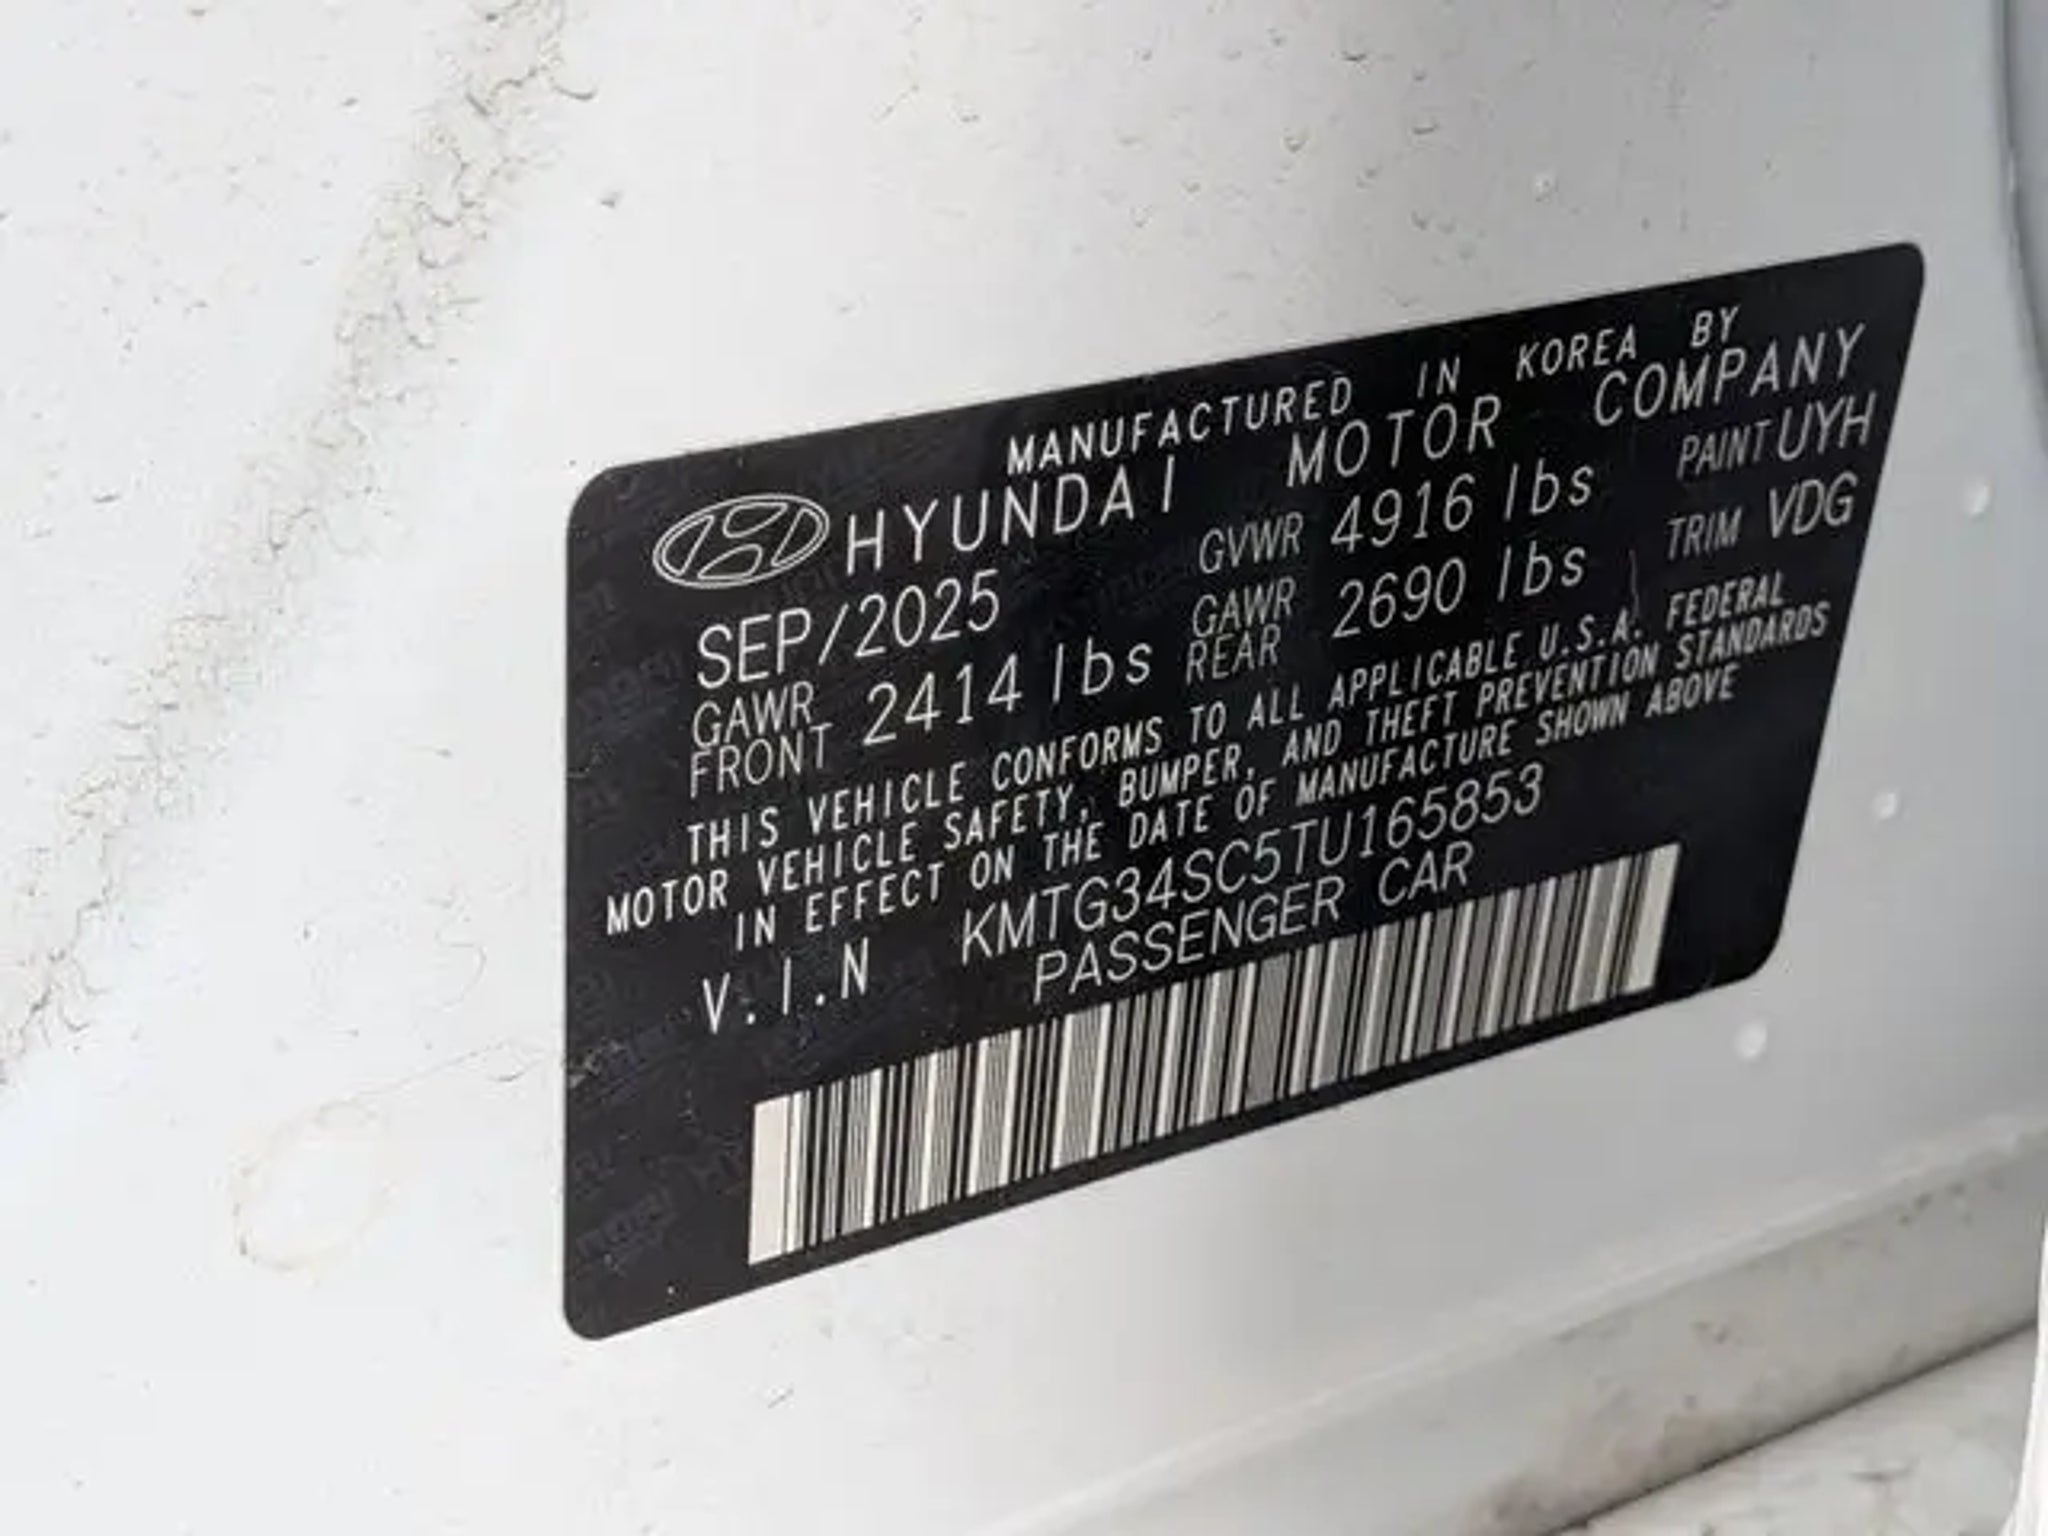 MANUFACTURED IN KOREA BY
HYUNDAI MOTOR COMPANY
SEP/2025 GVWR 4916 lbs PAINT UYH
GAWR FRONT 2414 lbs GAWR REAR 2690 lbs TRIM VDG
THIS VEHICLE CONFORMS TO ALL APPLICABLE U.S.A. FEDERAL
MOTOR VEHICLE SAFETY, BUMPER, AND THEFT PREVENTION STANDARDS
IN EFFECT ON THE DATE OF MANUFACTURE SHOWN ABOVE
V.I.N KMTG34SC5TU165853
PASSENGER CAR